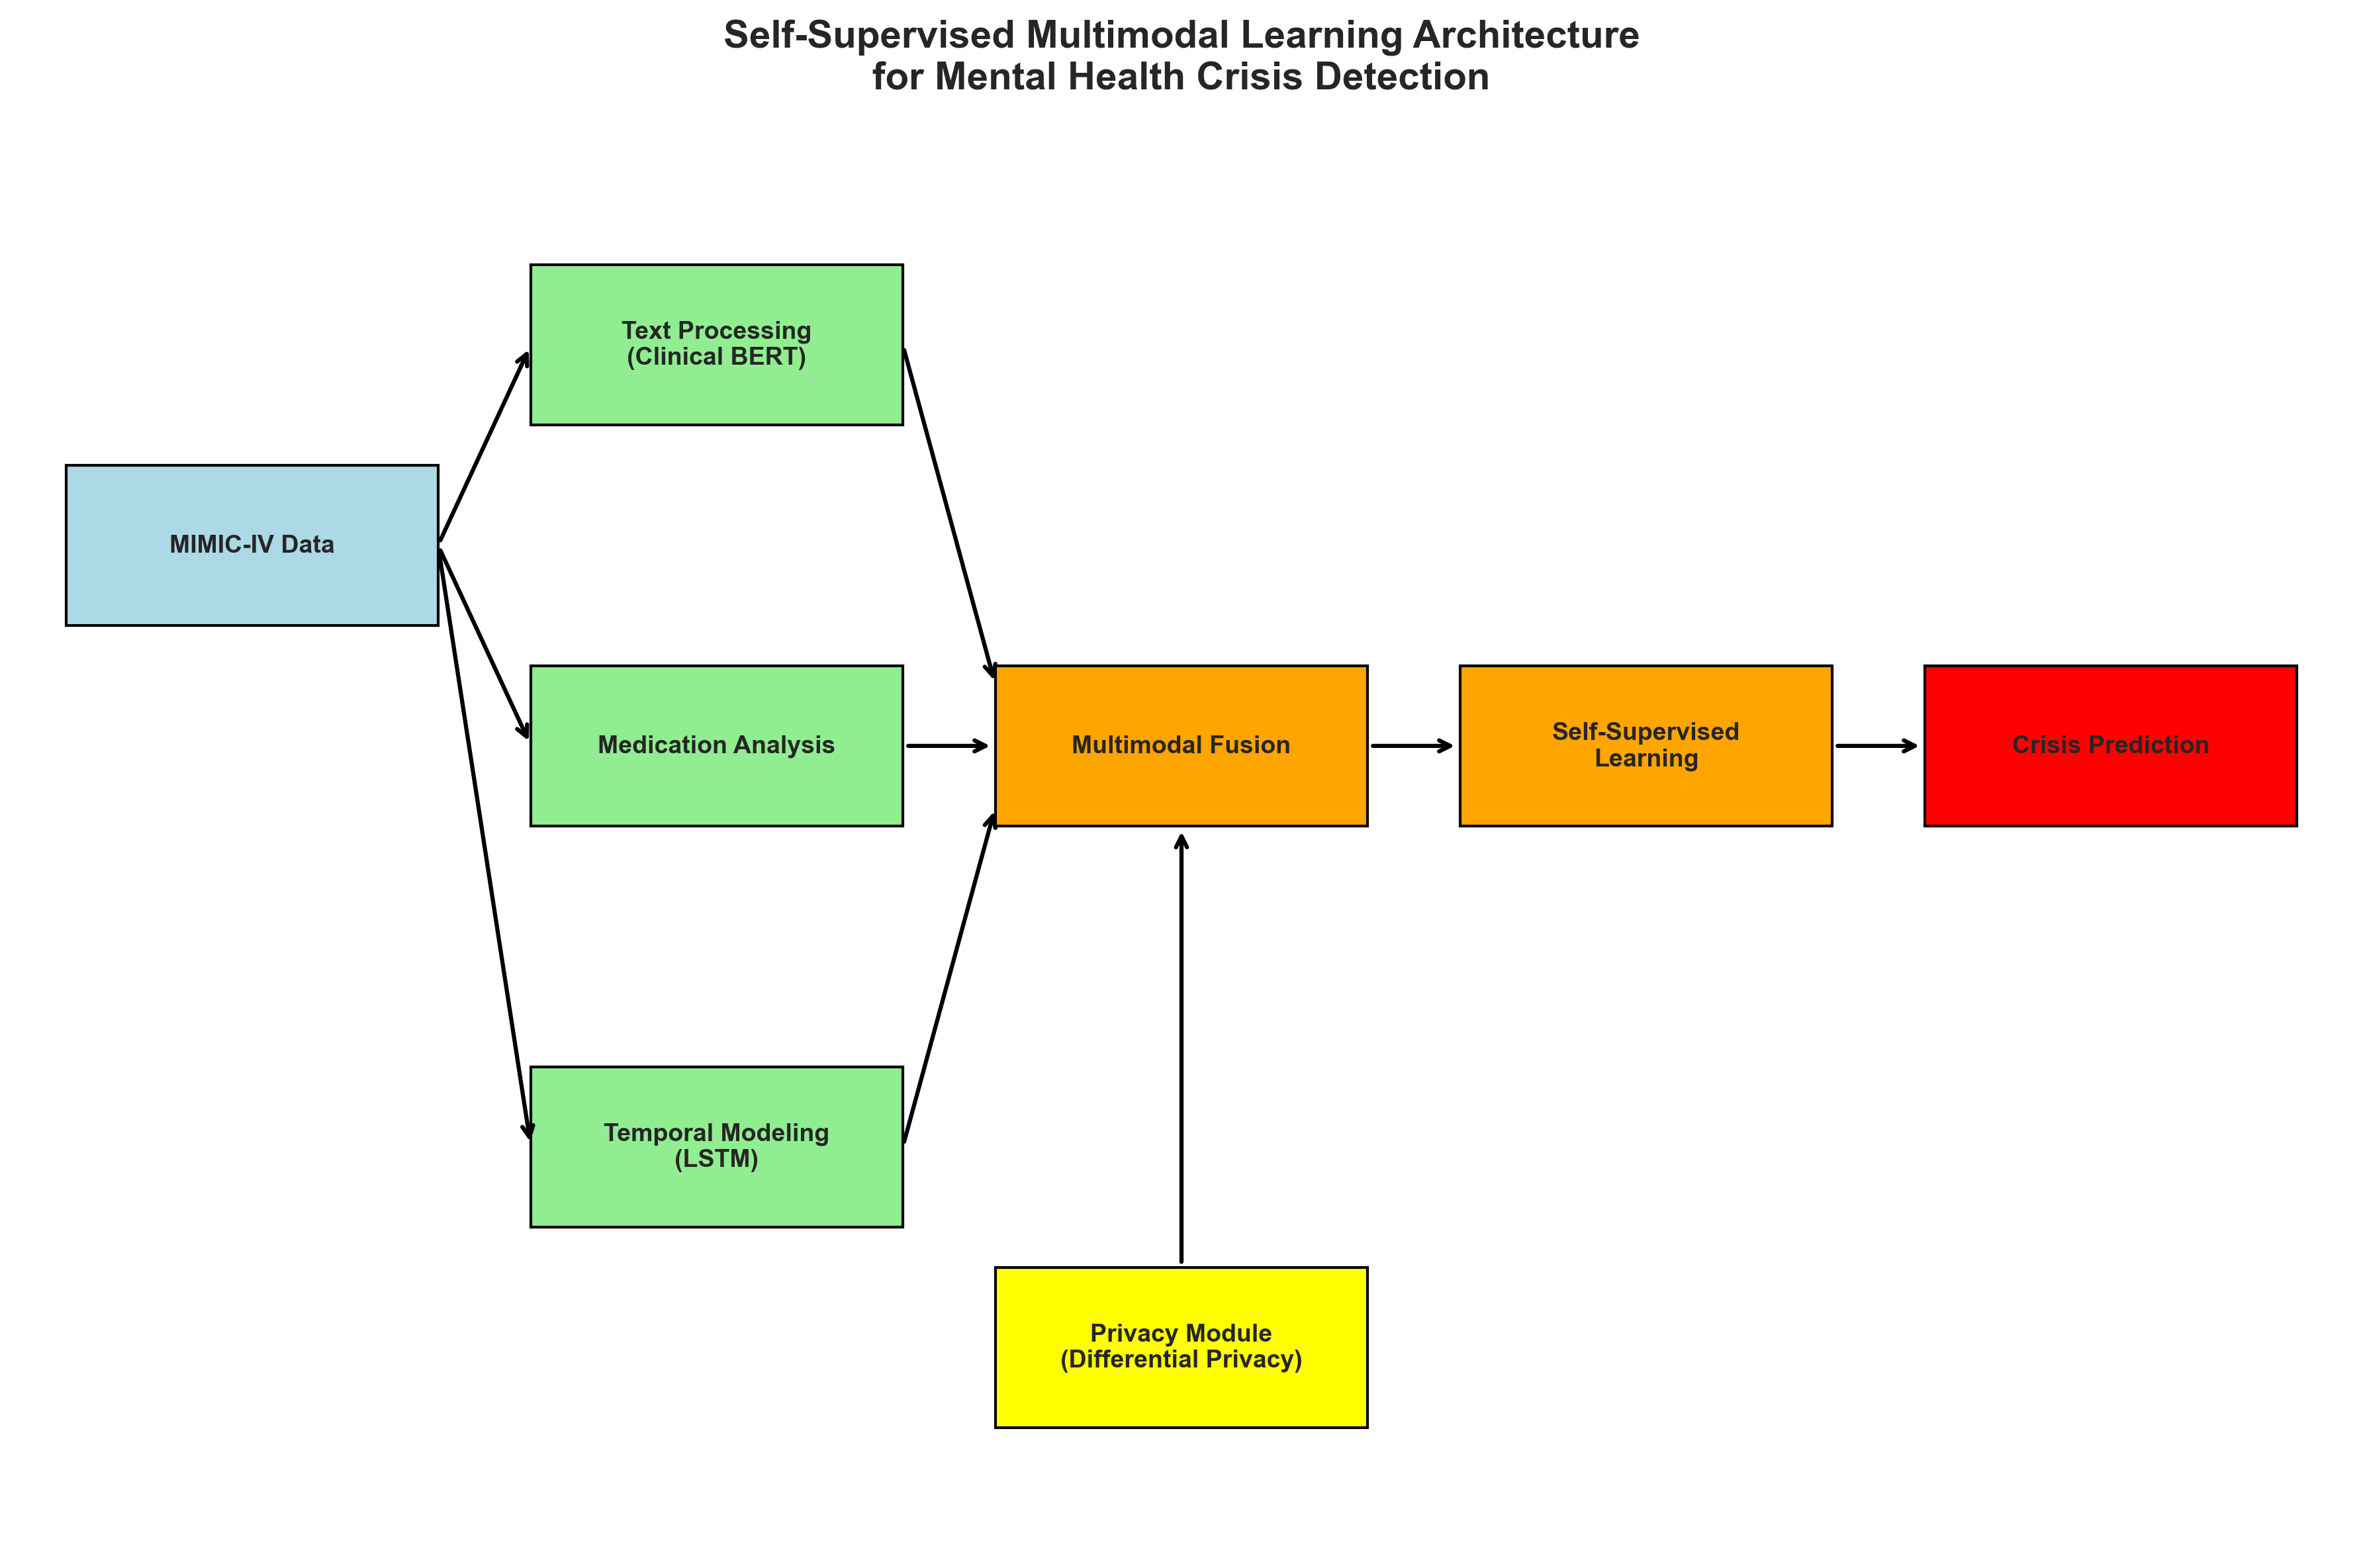 Self-Supervised Multimodal Learning Architecture
for Mental Health Crisis Detection
Text Processing
(Clinical BERT)
MIMIC-IV Data
Medication Analysis
Multimodal Fusion
Self-Supervised
Learning
Crisis Prediction
Temporal Modeling
(LSTM)
Privacy Module
(Differential Privacy)